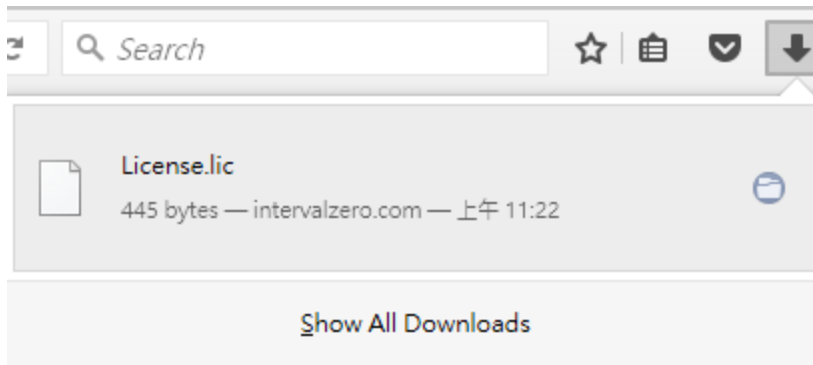 Search
License.lic
445 bytes — intervalzero.com — 上午 11:22
Show All Downloads